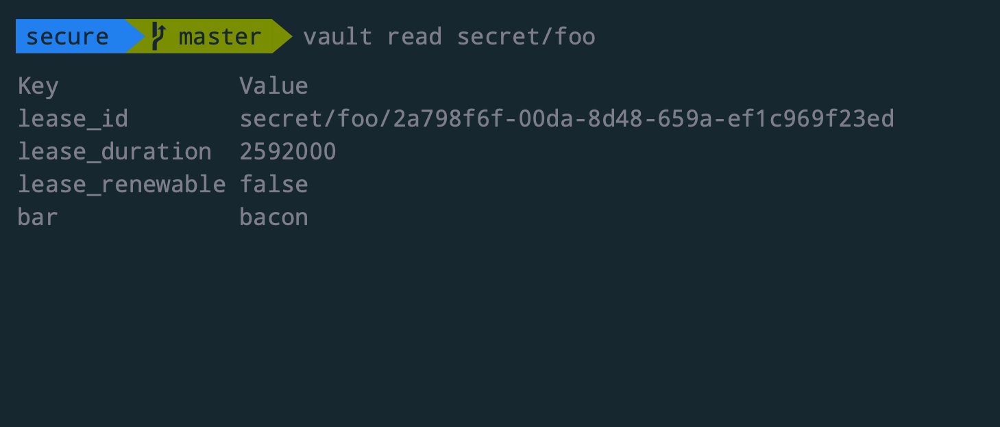 secure master vault read secret/foo
Key Value
lease_id secret/foo/2a798f6f-00da-8d48-659a-ef1c969f23ed
lease_duration 2592000
lease_renewable false
bar bacon